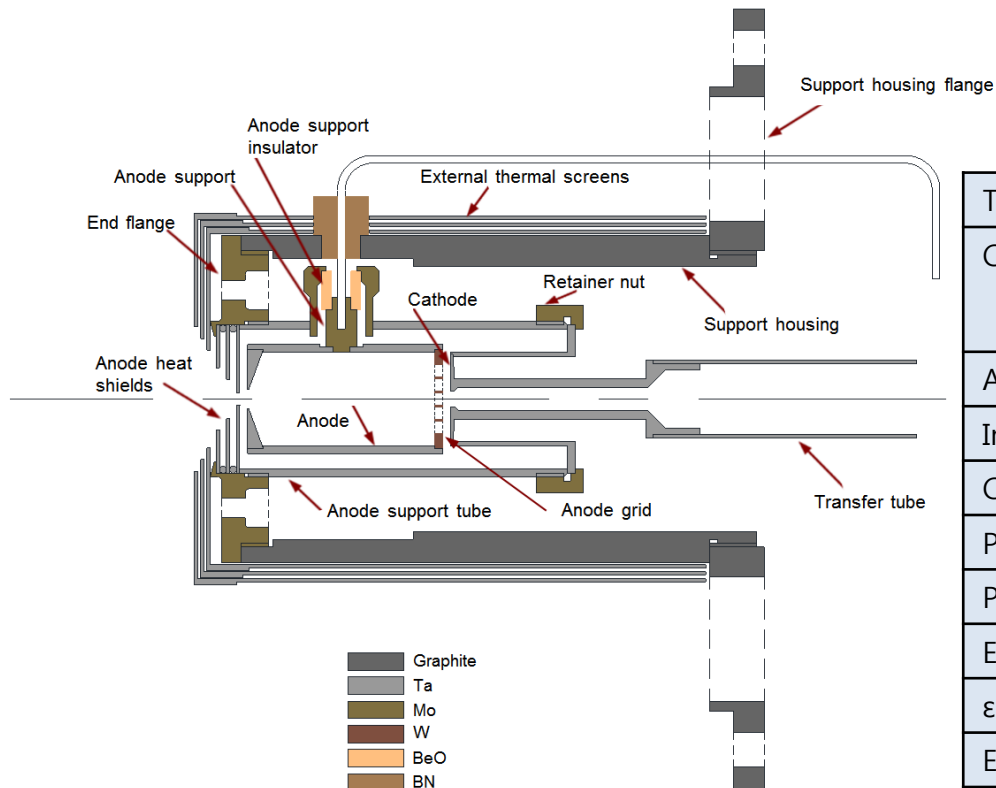 Support housing flange
Anode support
insulator
Anode support
External thermal screens
End flange
Retainer nut
Cathode
Support housing
Anode heat
shields
Anode
Transfer tube
Anode support tube
Anode grid
Graphite
Ta
Mo
W
BeO
BN
T
A
P
P
E
ε
E